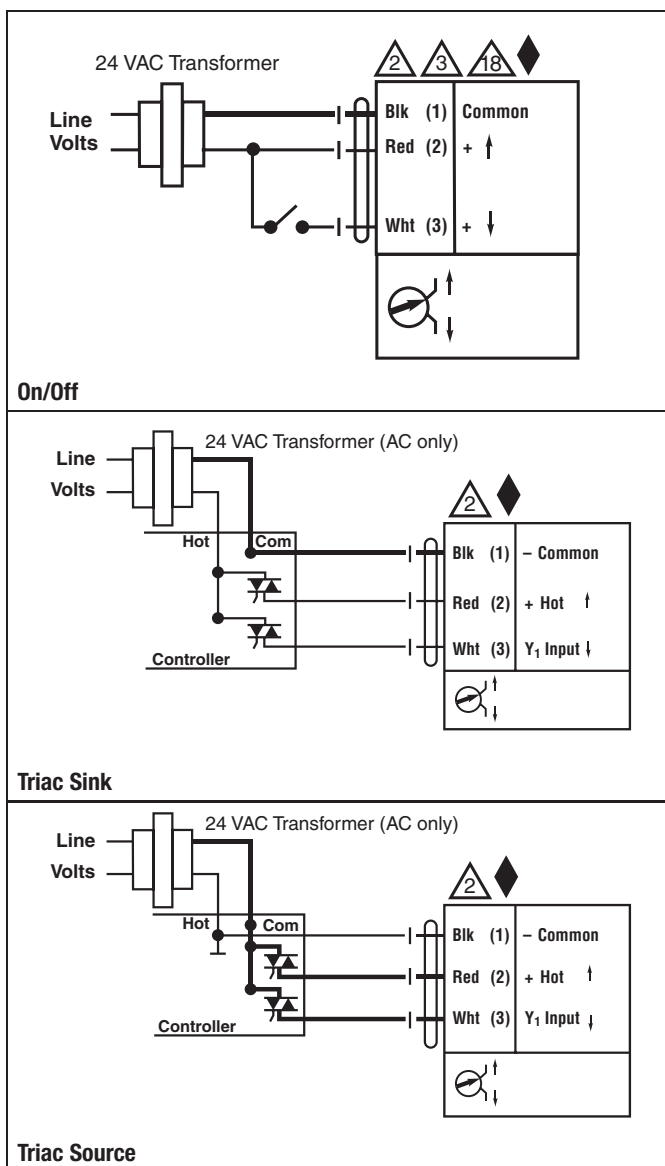 24 VAC Transformer
2 3 18
Line
Volts
Blk (1) Common
Red (2) +
Wht (3) +
On/Off
24 VAC Transformer (AC only)
Line
Volts
2
Hot Com
Blk (1) – Common
Red (2) + Hot
Wht (3) Y₁ Input
Controller
Triac Sink
24 VAC Transformer (AC only)
Line
Volts
2
Hot Com
Blk (1) – Common
Red (2) + Hot
Wht (3) Y₁ Input
Controller
Triac Source